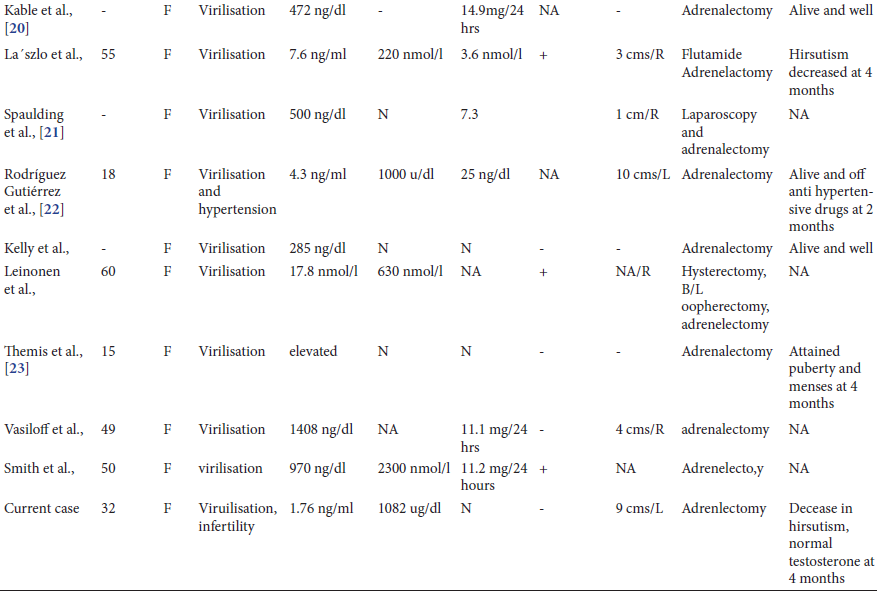 Kable et al., - F Virilisation 472 ng/dl - 14.9mg/24 NA - Adrenalectomy Alive and well
[20] hrs
La´szlo et al., 55 F Virilisation 7.6 ng/ml 220 nmol/l 3.6 nmol/l + 3 cms/R Flutamide Hirsutism
Adrenelactomy decreased at 4
months
Spaulding - F Virilisation 500 ng/dl N 7.3 1 cm/R Laparoscopy NA
et al., [21] and
adrenalectomy
Rodríguez 18 F Virilisation 4.3 ng/ml 1000 u/dl 25 ng/dl NA 10 cms/L Adrenalectomy Alive and off
Gutiérrez and anti hyperten-
et al., [22] hypertension sive drugs at 2
months
Kelly et al., - F Virilisation 285 ng/dl N N - - Adrenalectomy Alive and well
Leinonen 60 F Virilisation 17.8 nmol/l 630 nmol/l NA + NA/R Hysterectomy, NA
et al., B/L
oopherectomy,
adrenelectomy
Themis et al., 15 F Virilisation elevated N N - - Adrenalectomy Attained
[23] puberty and
menses at 4
months
Vasiloff et al., 49 F Virilisation 1408 ng/dl NA 11.1 mg/24 - 4 cms/R adrenalectomy NA
hrs
Smith et al., 50 F virilisation 970 ng/dl 2300 nmol/l 11.2 mg/24 + NA Adrenelecto,y NA
hours
Current case 32 F Viruilisation, 1.76 ng/ml 1082 ug/dl N - 9 cms/L Adrenlectomy Decease in
infertility hirsutism,
normal
testosterone at
4 months